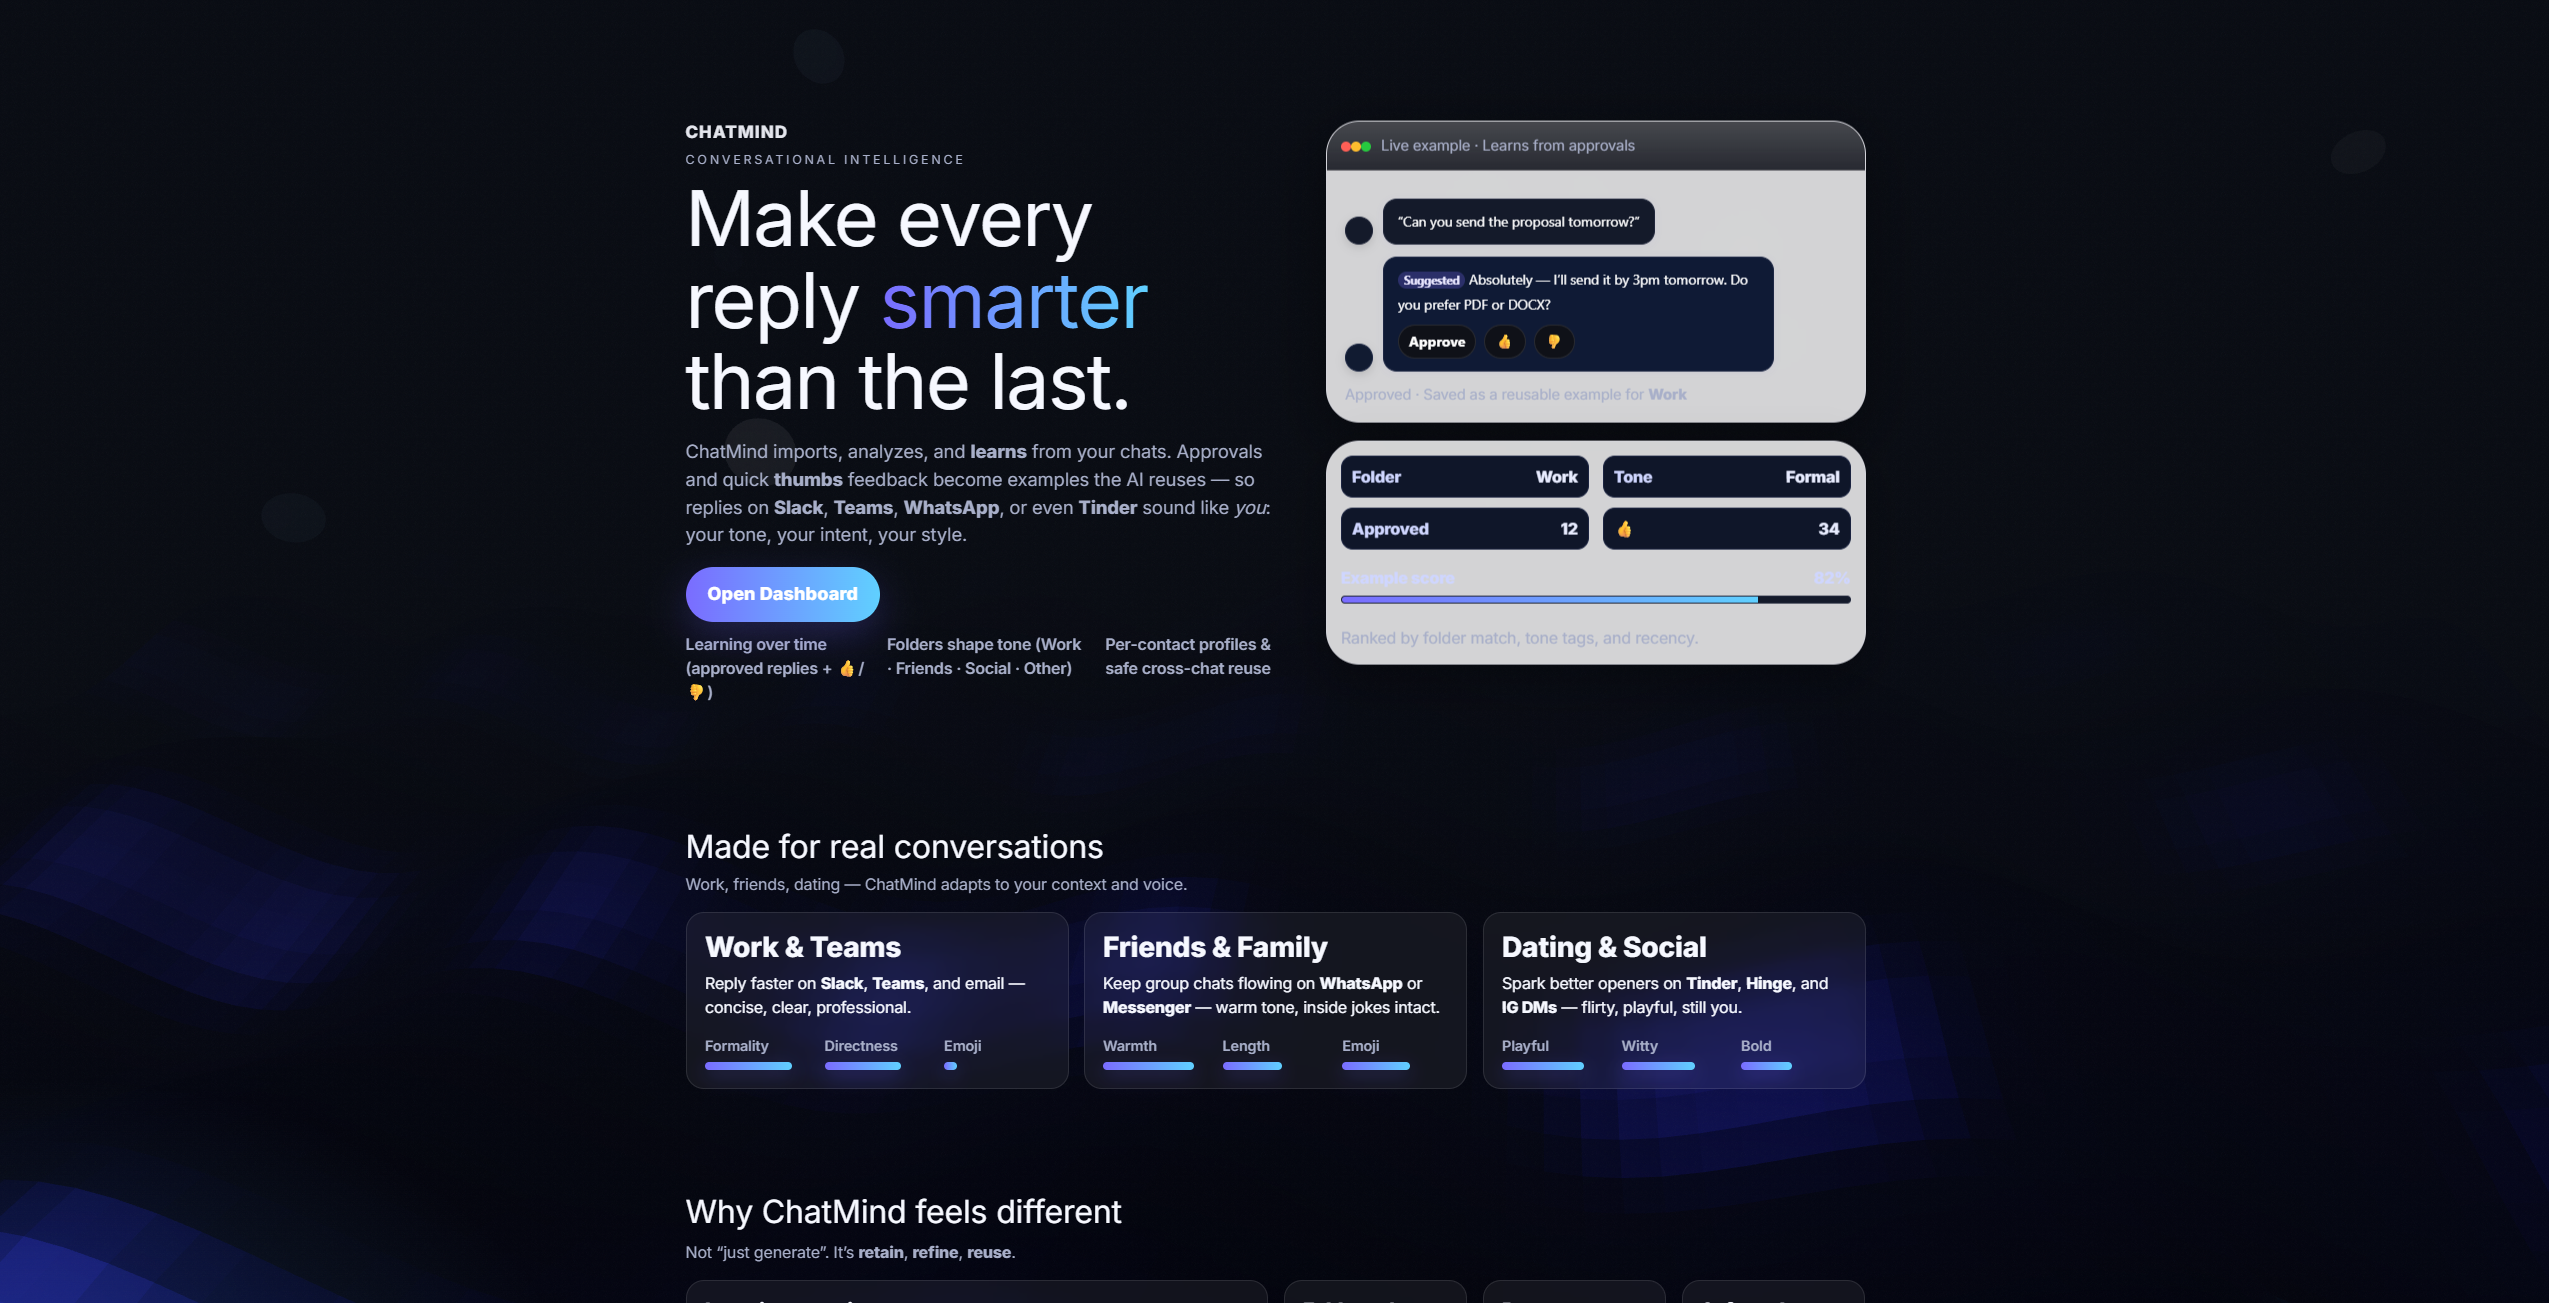 CHATMIND
CONVERSATIONAL INTELLIGENCE
Make every
reply smarter
than the last.
ChatMind imports, analyzes, and learns from your chats. Approvals
and quick thumbs feedback become examples the AI reuses — so
replies on Slack, Teams, WhatsApp, or even Tinder sound like you:
your tone, your intent, your style.
Open Dashboard
Learning over time
(approved replies + 👍 /
👎 )
Folders shape tone (Work
· Friends · Social · Other)
Per-contact profiles &
safe cross-chat reuse
Live example · Learns from approvals
“Can you send the proposal tomorrow?”
Suggested Absolutely — I’ll send it by 3pm tomorrow. Do
you prefer PDF or DOCX?
Approve 👍 👎
Approved · Saved as a reusable example for Work
Folder Work
Tone Formal
Approved 12
👍 34
Example score 82%
Ranked by folder match, tone tags, and recency.
Made for real conversations
Work, friends, dating — ChatMind adapts to your context and voice.
Work & Teams
Reply faster on Slack, Teams, and email —
concise, clear, professional.
Formality Directness Emoji
Friends & Family
Keep group chats flowing on WhatsApp or
Messenger — warm tone, inside jokes intact.
Warmth Length Emoji
Dating & Social
Spark better openers on Tinder, Hinge, and
IG DMs — flirty, playful, still you.
Playful Witty Bold
Why ChatMind feels different
Not “just generate”. It’s retain, refine, reuse.